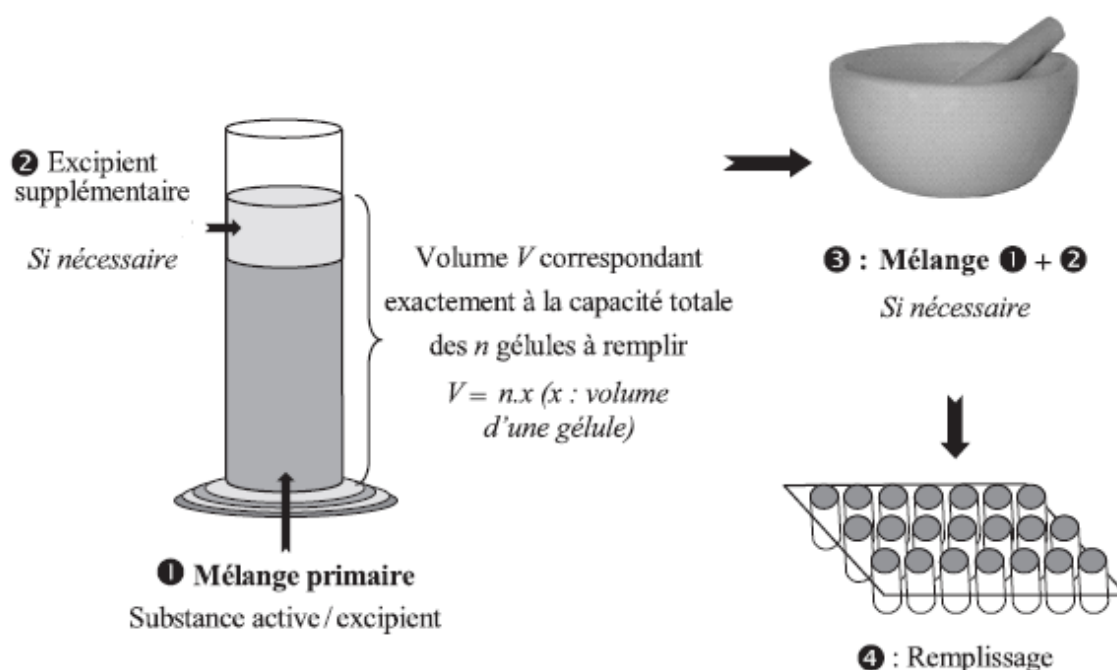 ❷ Excipient
supplémentaire
Si nécessaire
Volume V correspondant
exactement à la capacité totale
des n gélules à remplir
V = n.x (x : volume
d'une gélule)
❶ Mélange primaire
Substance active / excipient
❸ : Mélange ❶ + ❷
Si nécessaire
❹ : Remplissage